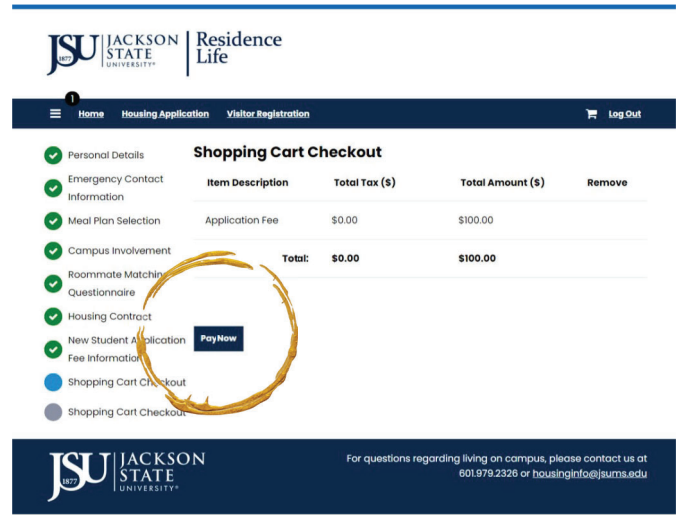 JSU JACKSON STATE UNIVERSITY® Residence Life
1877
1
Home Housing Application Visitor Registration Log Out
Personal Details
Emergency Contact
Information
Meal Plan Selection
Campus Involvement
Roommate Matching
Questionnaire
Housing Contract
New Student Application
Fee Information
Shopping Cart Checkout
Shopping Cart Checkout
Shopping Cart Checkout
Item Description Total Tax ($) Total Amount ($) Remove
Application Fee $0.00 $100.00
Total: $0.00 $100.00
PayNow
JSU JACKSON STATE UNIVERSITY®
1877
For questions regarding living on campus, please contact us at
601.979.2326 or housinginfo@jsums.edu